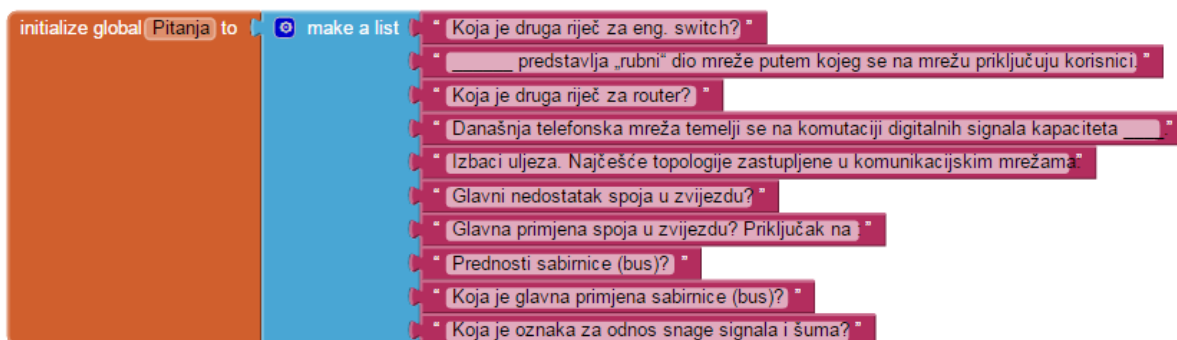 initialize global Pitanja to make a list " Koja je druga riječ za eng. switch? "
" ______ predstavlja „rubni“ dio mreže putem kojeg se na mrežu priključuju korisnici. "
" Koja je druga riječ za router? "
" Današnja telefonska mreža temelji se na komutaciji digitalnih signala kapaciteta ____. "
" Izbaci uljeza. Najčešće topologije zastupljene u komunikacijskim mrežama: "
" Glavni nedostatak spoja u zvijezdu? "
" Glavna primjena spoja u zvijezdu? Priključak na : "
" Prednosti sabirnice (bus)? "
" Koja je glavna primjena sabirnice (bus)? "
" Koja je oznaka za odnos snage signala i šuma? "